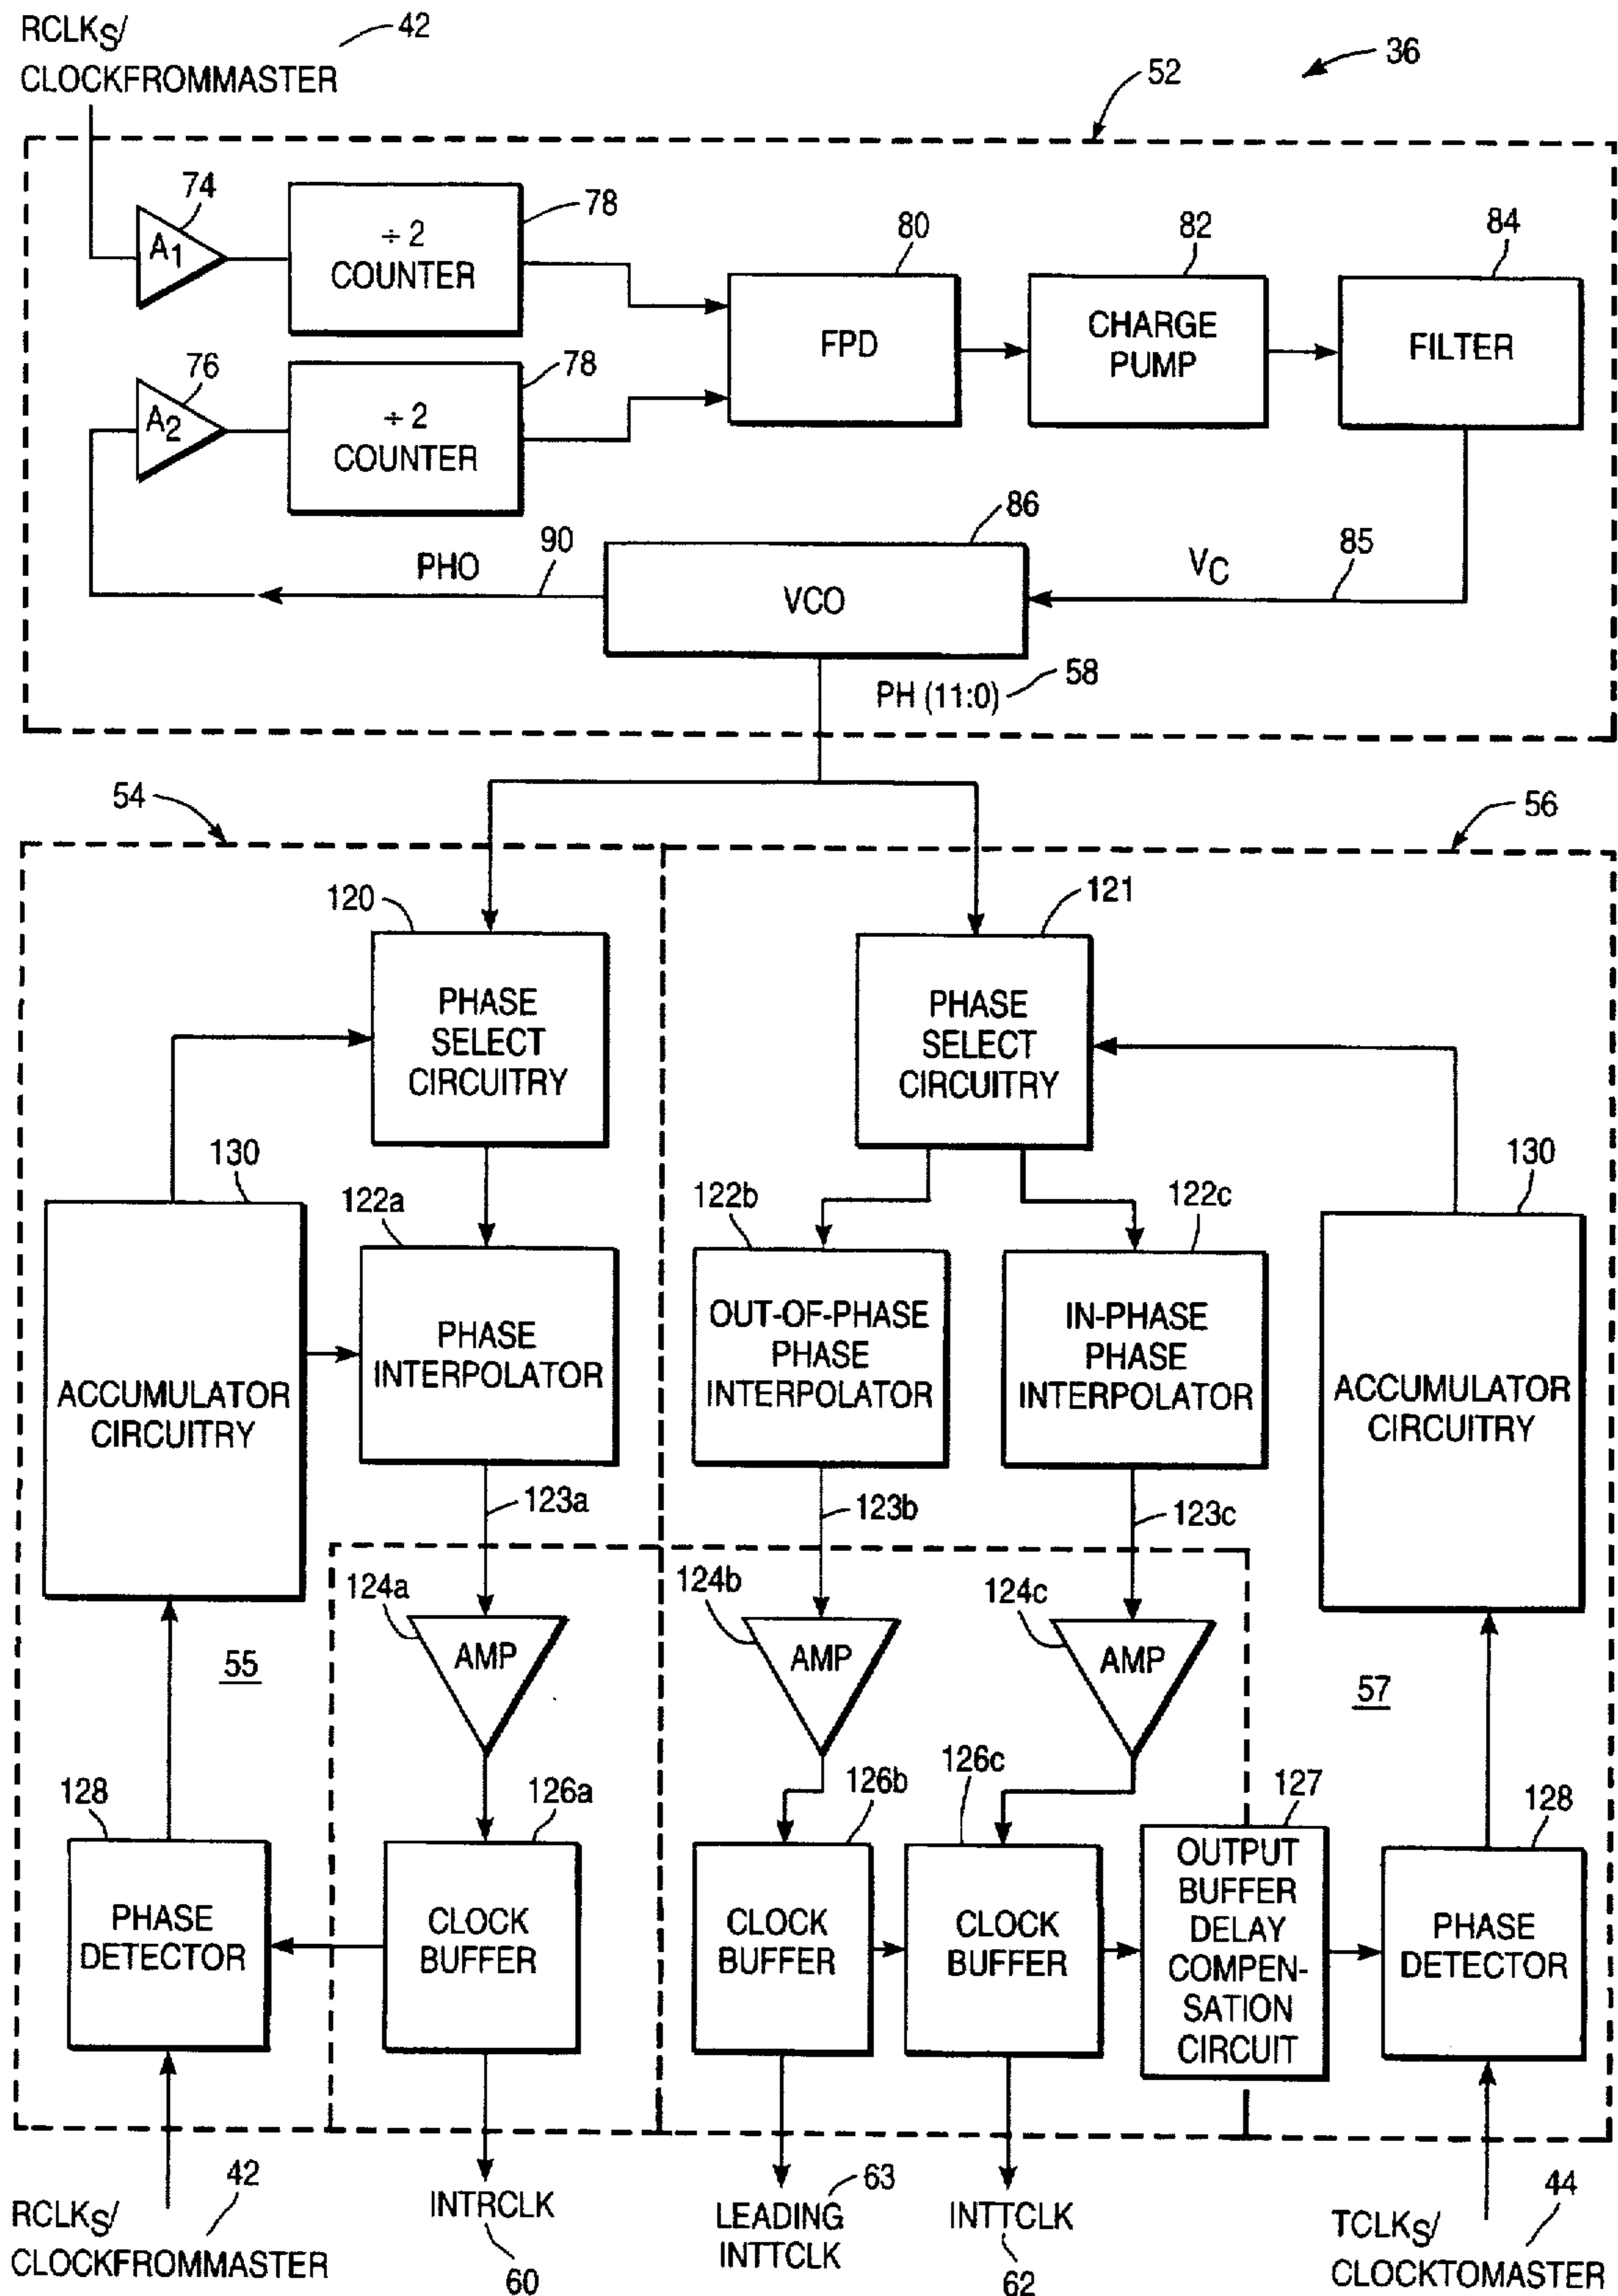 RCLKS/
CLOCKFROMMASTER
42
36
52
74
A1
÷ 2
COUNTER
78
80
FPD
82
CHARGE
PUMP
84
FILTER
76
A2
÷ 2
COUNTER
78
86
VCO
PHO
90
VC
85
PH (11:0)
58
54
56
120
PHASE
SELECT
CIRCUITRY
121
PHASE
SELECT
CIRCUITRY
130
ACCUMULATOR
CIRCUITRY
122a
PHASE
INTERPOLATOR
122b
OUT-OF-PHASE
PHASE
INTERPOLATOR
122c
IN-PHASE
PHASE
INTERPOLATOR
130
ACCUMULATOR
CIRCUITRY
123a
123b
123c
124a
AMP
124b
AMP
124c
AMP
55
57
128
PHASE
DETECTOR
126a
CLOCK
BUFFER
126b
CLOCK
BUFFER
126c
CLOCK
BUFFER
127
OUTPUT
BUFFER
DELAY
COMPEN-
SATION
CIRCUIT
128
PHASE
DETECTOR
RCLKS/
CLOCKFROMMASTER
42
INTRCLK
60
LEADING
INTTCLK
63
INTTCLK
62
TCLKS/
CLOCKTOMASTER
44